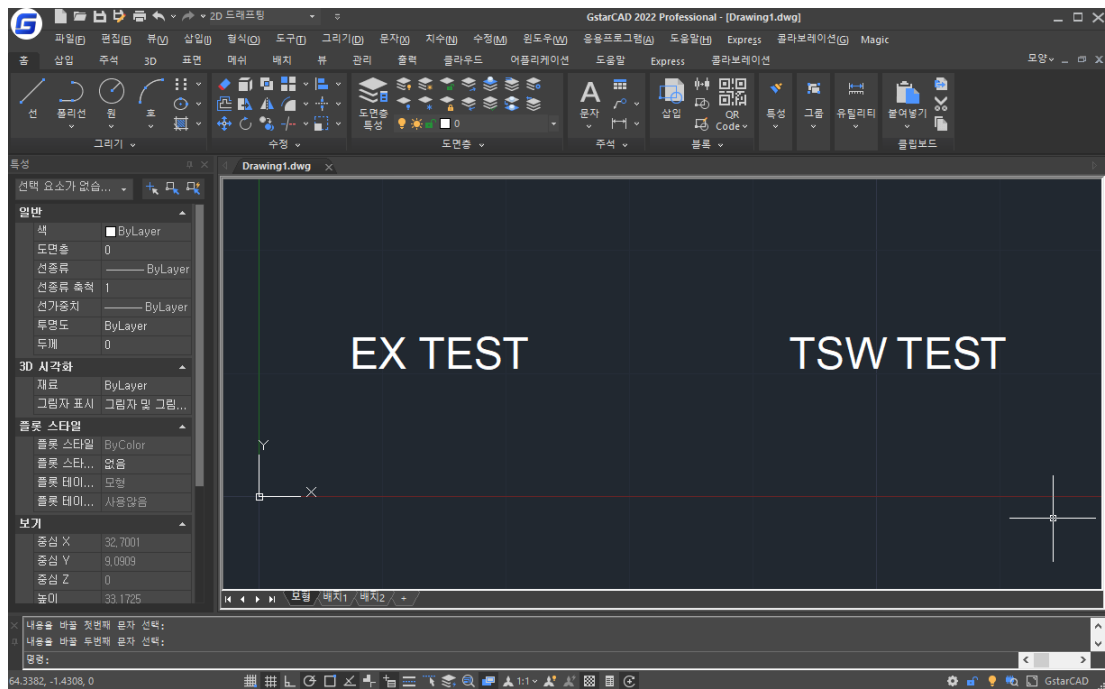 2D 드래프팅
GstarCAD 2022 Professional - [Drawing1.dwg]
파일(F) 편집(E) 뷰(V) 삽입(I) 형식(O) 도구(T) 그리기(D) 문자(X) 치수(N) 수정(M) 윈도우(W) 응용프로그램(A) 도움말(H) Express 콜라보레이션(G) Magic
홈 삽입 주석 3D 표면 메쉬 배치 뷰 관리 출력 클라우드 어플리케이션 도움말 Express 콜라보레이션 모양
선 폴리선 원 호 도면층 특성 0 문자 삽입 QR Code 특성 그룹 유틸리티 붙여넣기
그리기 수정 도면층 주석 블록 클립보드
특성 Drawing1.dwg
선택 요소가 없습...
일반
색 ByLayer
도면층 0
선종류 ByLayer
선종류 축척 1
선가중치 ByLayer
투명도 ByLayer
두께 0
3D 시각화
재료 ByLayer
그림자 표시 그림자 및 그림...
플롯 스타일
플롯 스타일 ByColor
플롯 스타... 없음
플롯 테이... 모형
플롯 테이... 사용않음
보기
중심 X 32,7001
중심 Y 9,0909
중심 Z 0
높이 33,1725
EX TEST TSW TEST
Y
X
모형 배치1 배치2 +
내용을 바꿀 첫번째 문자 선택:
내용을 바꿀 두번째 문자 선택:
명령:
64.3382, -1.4308, 0 1:1 GstarCAD